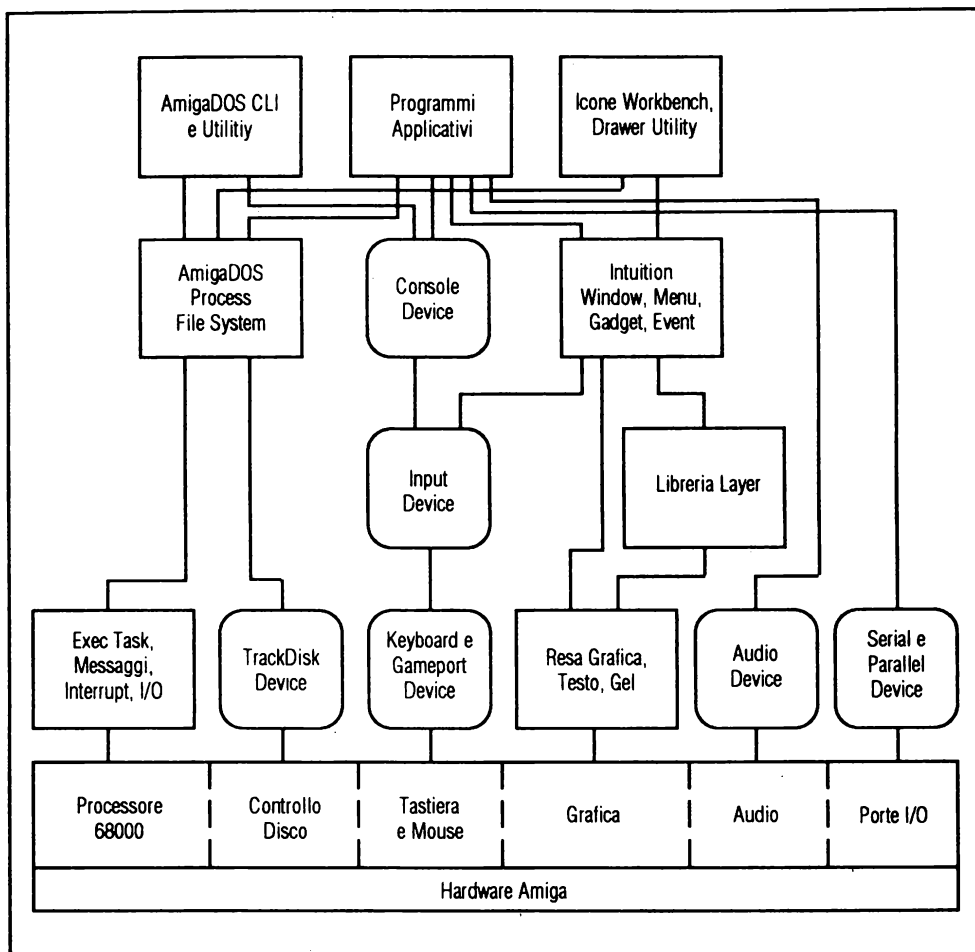 AmigaDOS CLI
e Utilitiy
Programmi
Applicativi
Icone Workbench,
Drawer Utility
AmigaDOS
Process
File System
Console
Device
Intuition
Window, Menu,
Gadget, Event
Input
Device
Libreria Layer
Exec Task,
Messaggi,
Interrupt, I/O
TrackDisk
Device
Keyboard e
Gameport
Device
Resa Grafica,
Testo, Gel
Audio
Device
Serial e
Parallel
Device
Processore
68000
Controllo
Disco
Tastiera
e Mouse
Grafica
Audio
Porte I/O
Hardware Amiga